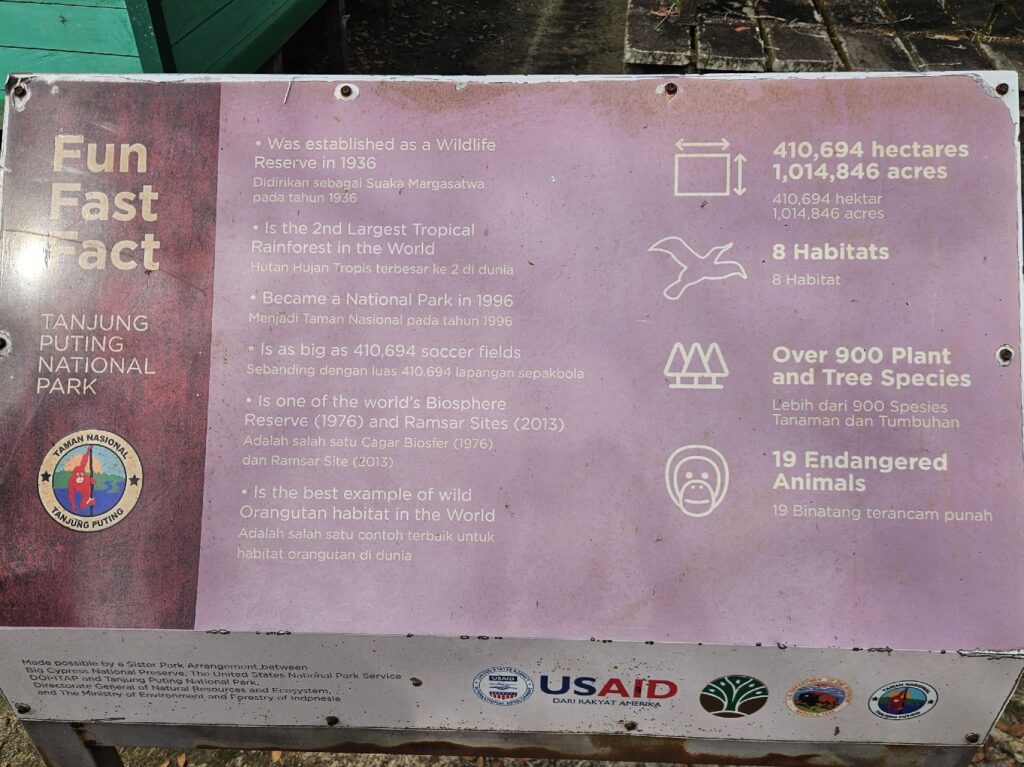 Fun
Fast
Fact
TANJUNG
PUTING
NATIONAL
PARK
TAMAN NASIONAL
TANJUNG PUTING
• Was established as a Wildlife
Reserve in 1936
Didirikan sebagai Suaka Margasatwa
pada tahun 1936
• Is the 2nd Largest Tropical
Rainforest in the World
Hutan Hujan Tropis terbesar ke 2 di dunia
• Became a National Park in 1996
Menjadi Taman Nasional pada tahun 1996
• Is as big as 410,694 soccer fields
Sebanding dengan luas 410.694 lapangan sepakbola
• Is one of the world's Biosphere
Reserve (1976) and Ramsar Sites (2013)
Adalah salah satu Cagar Biosfer (1976)
dan Ramsar Site (2013)
• Is the best example of wild
Orangutan habitat in the World
Adalah salah satu contoh terbaik untuk
habitat orangutan di dunia
410,694 hectares
1,014,846 acres
410,694 hektar
1,014,846 acres
8 Habitats
8 Habitat
Over 900 Plant
and Tree Species
Lebih dari 900 Spesies
Tanaman dan Tumbuhan
19 Endangered
Animals
19 Binatang terancam punah
Made possible by a Sister Park Arrangement between
Big Cypress National Preserve, The United States National Park Service
DOI-ITAP and Tanjung Puting National Park,
Directorate General of Natural Resources and Ecosystem,
and The Ministry of Environment and Forestry of Indonesia
USAID
USAID
DARI RAKYAT AMERIKA
TAMAN NASIONAL
TANJUNG PUTING